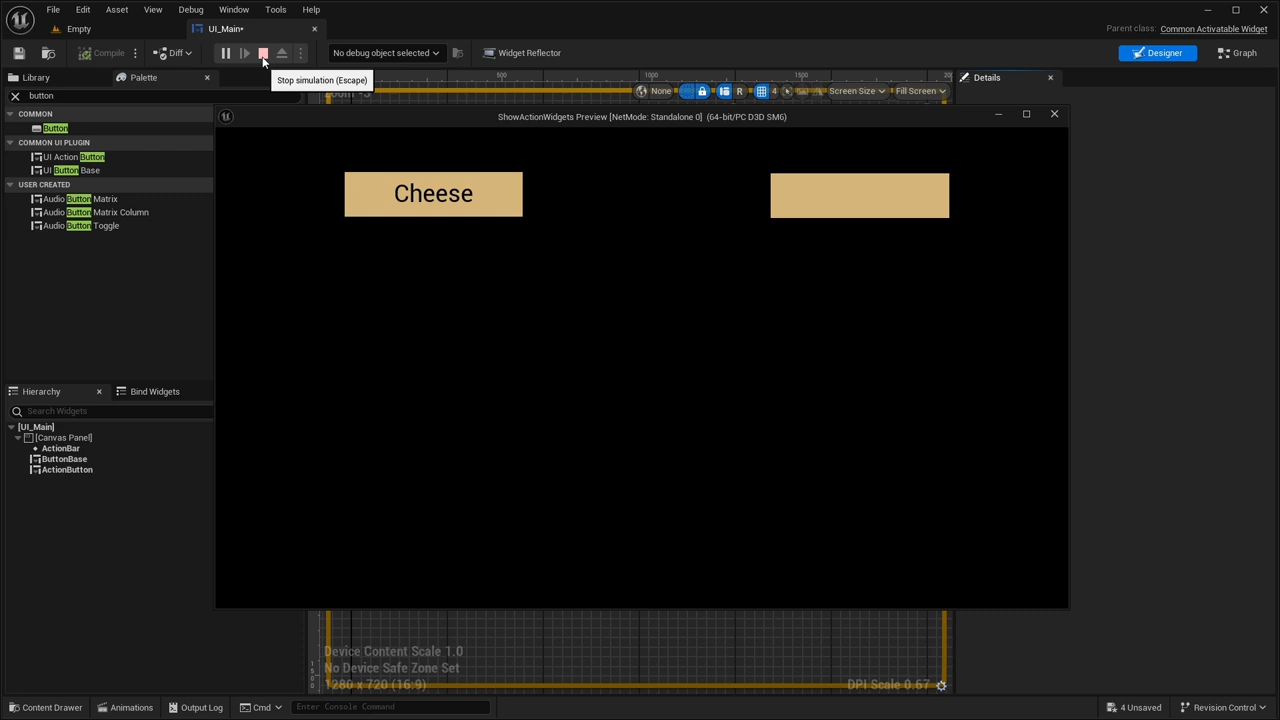 File Edit Asset View Debug Window Tools Help
Empty UI_Main* Parent class: Common Activatable Widget
Compile Diff No debug object selected Widget Reflector Designer Graph
Stop simulation (Escape)
Library Palette 500 1000 1500 Details
button None R 4 Screen Size Fill Screen
COMMON
Button
COMMON UI PLUGIN
UI Action Button
UI Button Base
USER CREATED
Audio Button Matrix
Audio Button Matrix Column
Audio Button Toggle
ShowActionWidgets Preview [NetMode: Standalone 0] (64-bit/PC D3D SM6)
Cheese
Hierarchy Bind Widgets
Search Widgets
[UI_Main]
[Canvas Panel]
ActionBar
ButtonBase
ActionButton
Device Content Scale 1.0
No Device Safe Zone Set
1280 x 720 (16:9) DPI Scale 0.67
Content Drawer Animations Output Log Cmd Enter Console Command 4 Unsaved Revision Control